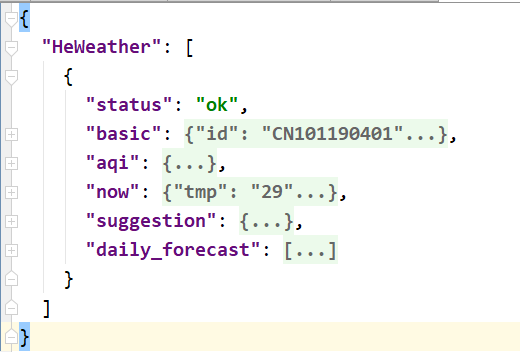 {
"HeWeather": [
{
"status": "ok",
"basic": {"id": "CN101190401"...},
"aqi": {...},
"now": {"tmp": "29"...},
"suggestion": {...},
"daily_forecast": [...]
}
]
}